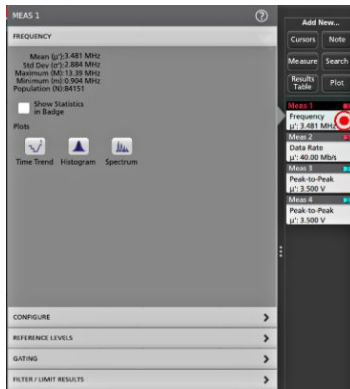 MEAS 1
?
FREQUENCY
Mean (µ'):3.481 MHz
Std Dev (σ'):2.884 MHz
Maximum (M'):13.39 MHz
Minimum (m'):0.904 MHz
Population (N'):84151
Show Statistics
in Badge
Plots
Time Trend
Histogram
Spectrum
CONFIGURE
REFERENCE LEVELS
GATING
FILTER / LIMIT RESULTS
Add New...
Cursors
Note
Measure
Search
Results
Table
Plot
Meas 1
Frequency
µ': 3.481 MHz
Meas 2
Data Rate
µ': 40.00 Mb/s
Meas 3
Peak-to-Peak
µ': 3.500 V
Meas 4
Peak-to-Peak
µ': 3.500 V